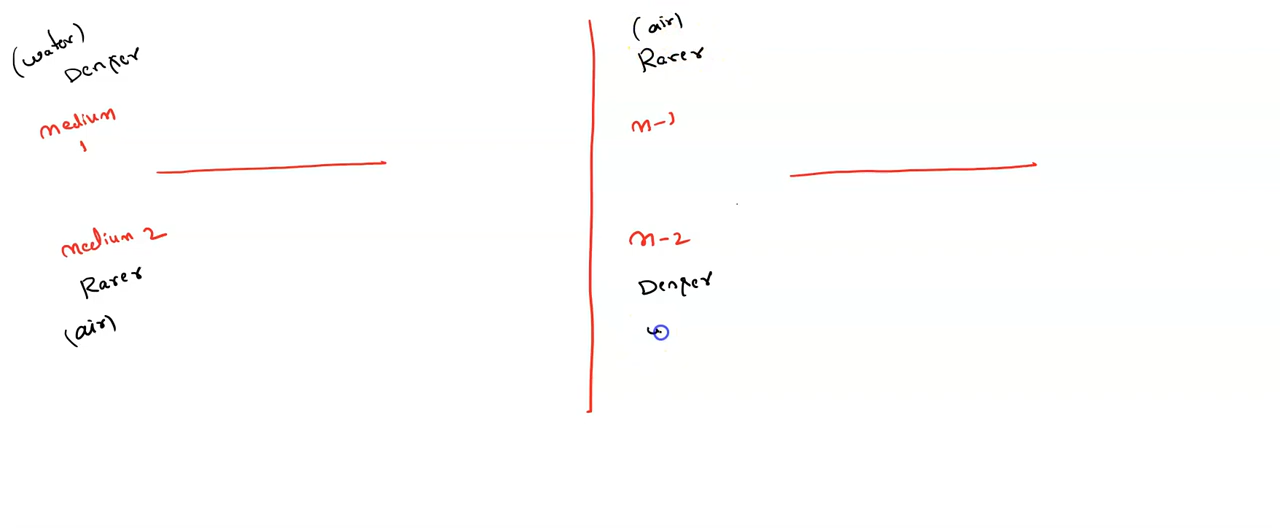 (water)
Denser
medium
1
medium 2
Rarer
(air)
(air)
Rarer
m-1
m-2
Denser